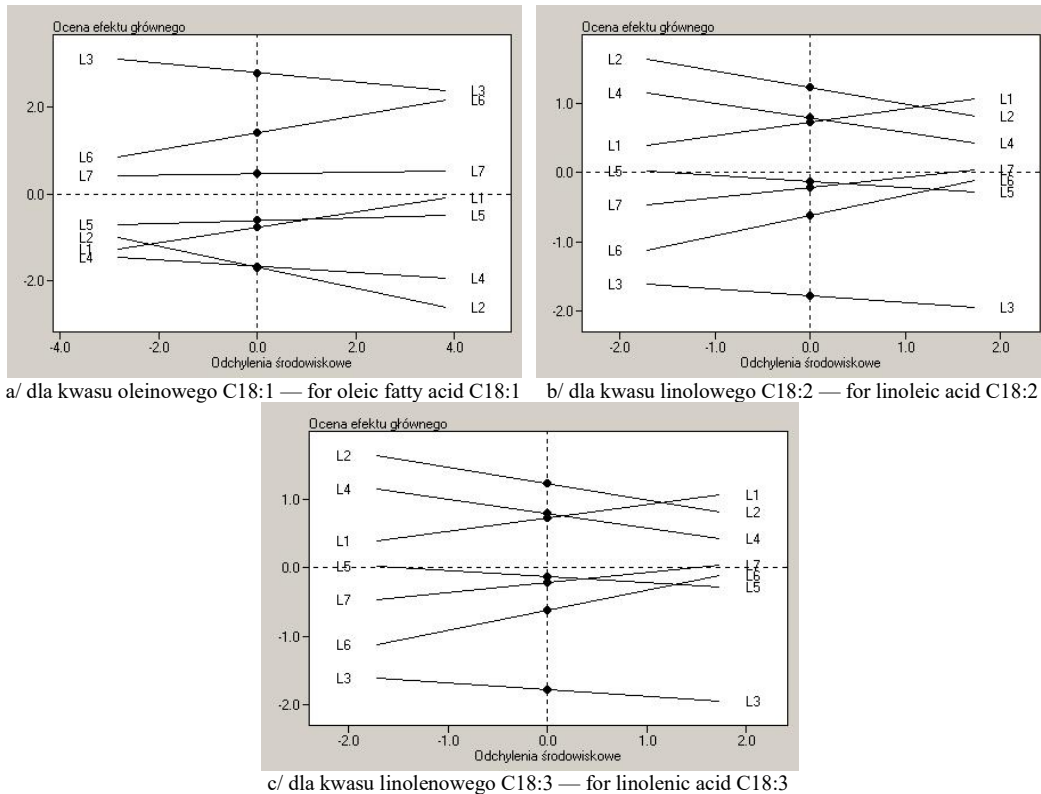 Ocena efektu głównego
L3
L3
L6
2.0
L6
L7
L7
0.0
L1
L5
L5
L2
L1
L4
L4
-2.0
L2
-4.0 -2.0 0.0 2.0 4.0
Odchylenia środowiskowe
a/ dla kwasu oleinowego C18:1 — for oleic fatty acid C18:1
Ocena efektu głównego
L2
L4
1.0
L1
L2
L1
L4
0.0
L5
L7
L6
L5
L7
-1.0
L6
L3
L3
-2.0
-2.0 -1.0 0.0 1.0 2.0
Odchylenia środowiskowe
b/ dla kwasu linolowego C18:2 — for linoleic acid C18:2
Ocena efektu głównego
L2
L4
L1
1.0
L2
L1
L4
0.0
L5
L7
L6
L5
L7
L6
-1.0
L3
L3
-2.0
-2.0 -1.0 0.0 1.0 2.0
Odchylenia środowiskowe
c/ dla kwasu linolenowego C18:3 — for linolenic acid C18:3